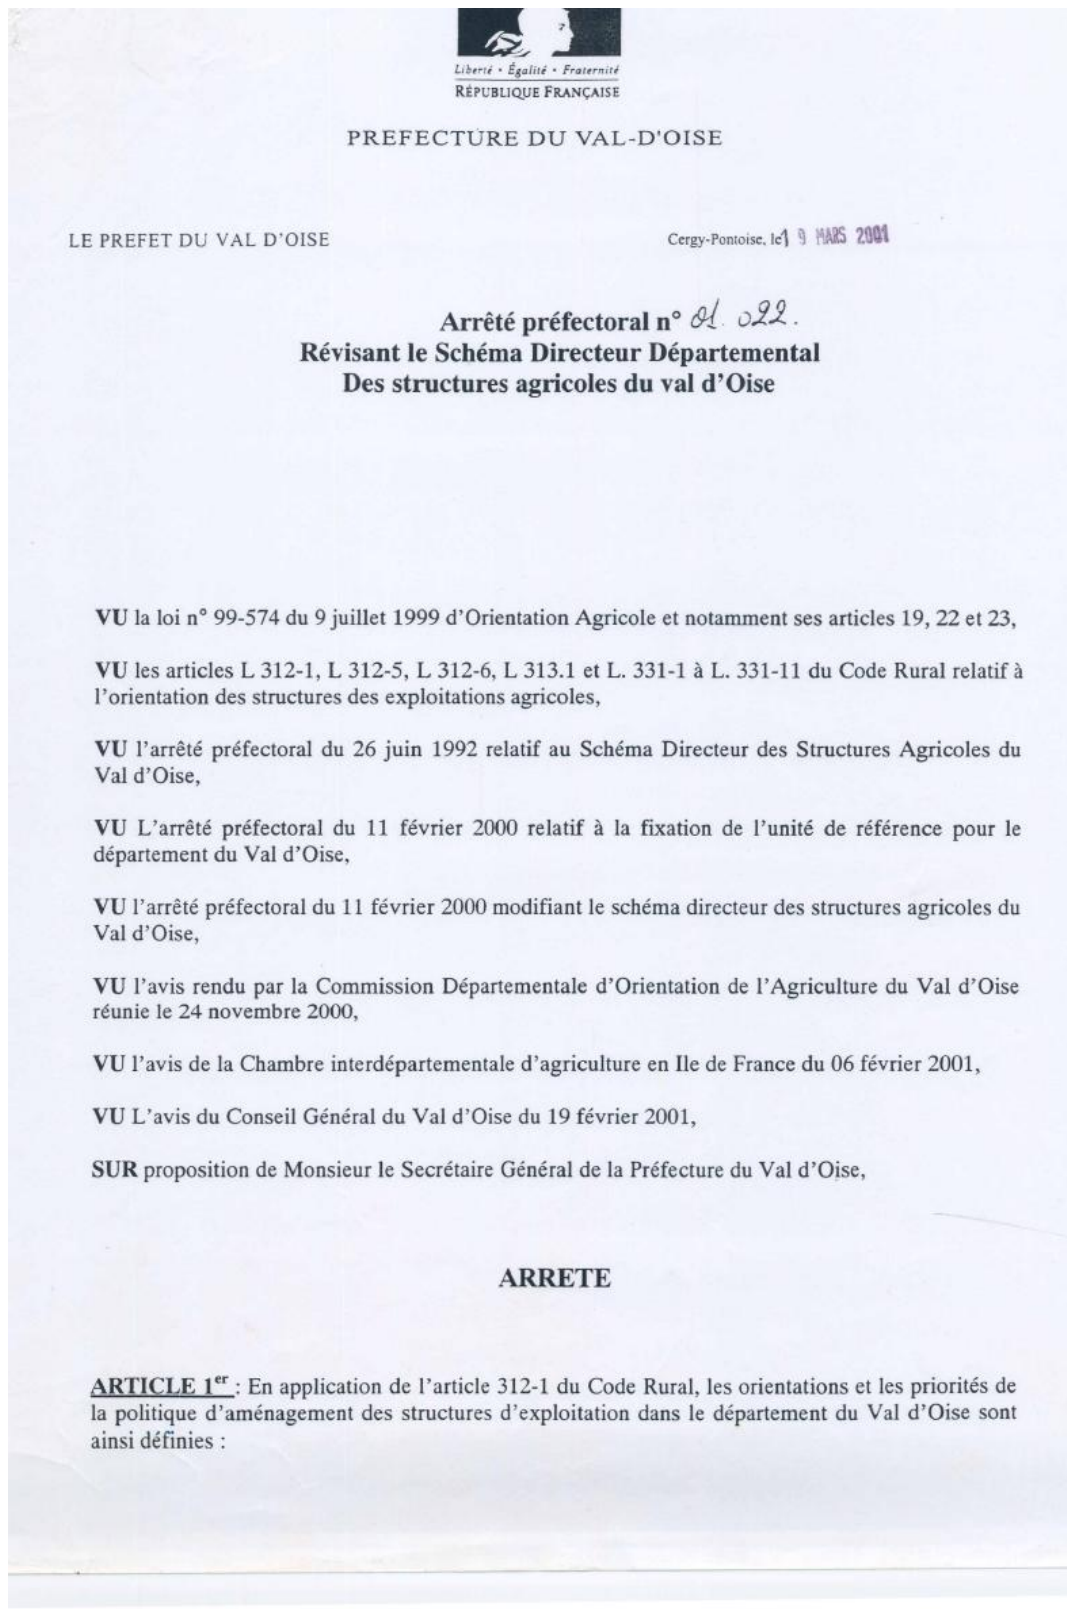 Liberté • Égalité • Fraternité
RÉPUBLIQUE FRANÇAISE
PREFECTURE DU VAL-D'OISE
LE PREFET DU VAL D'OISE
Cergy-Pontoise, le 19 MARS 2001
Arrêté préfectoral n° 01.022.
Révisant le Schéma Directeur Départemental
Des structures agricoles du val d'Oise
VU la loi n° 99-574 du 9 juillet 1999 d'Orientation Agricole et notamment ses articles 19, 22 et 23,
VU les articles L 312-1, L 312-5, L 312-6, L 313.1 et L. 331-1 à L. 331-11 du Code Rural relatif à
l'orientation des structures des exploitations agricoles,
VU l'arrêté préfectoral du 26 juin 1992 relatif au Schéma Directeur des Structures Agricoles du
Val d'Oise,
VU L'arrêté préfectoral du 11 février 2000 relatif à la fixation de l'unité de référence pour le
département du Val d'Oise,
VU l'arrêté préfectoral du 11 février 2000 modifiant le schéma directeur des structures agricoles du
Val d'Oise,
VU l'avis rendu par la Commission Départementale d'Orientation de l'Agriculture du Val d'Oise
réunie le 24 novembre 2000,
VU l'avis de la Chambre interdépartementale d'agriculture en Ile de France du 06 février 2001,
VU L'avis du Conseil Général du Val d'Oise du 19 février 2001,
SUR proposition de Monsieur le Secrétaire Général de la Préfecture du Val d'Oise,
ARRETE
ARTICLE 1er : En application de l'article 312-1 du Code Rural, les orientations et les priorités de
la politique d'aménagement des structures d'exploitation dans le département du Val d'Oise sont
ainsi définies :